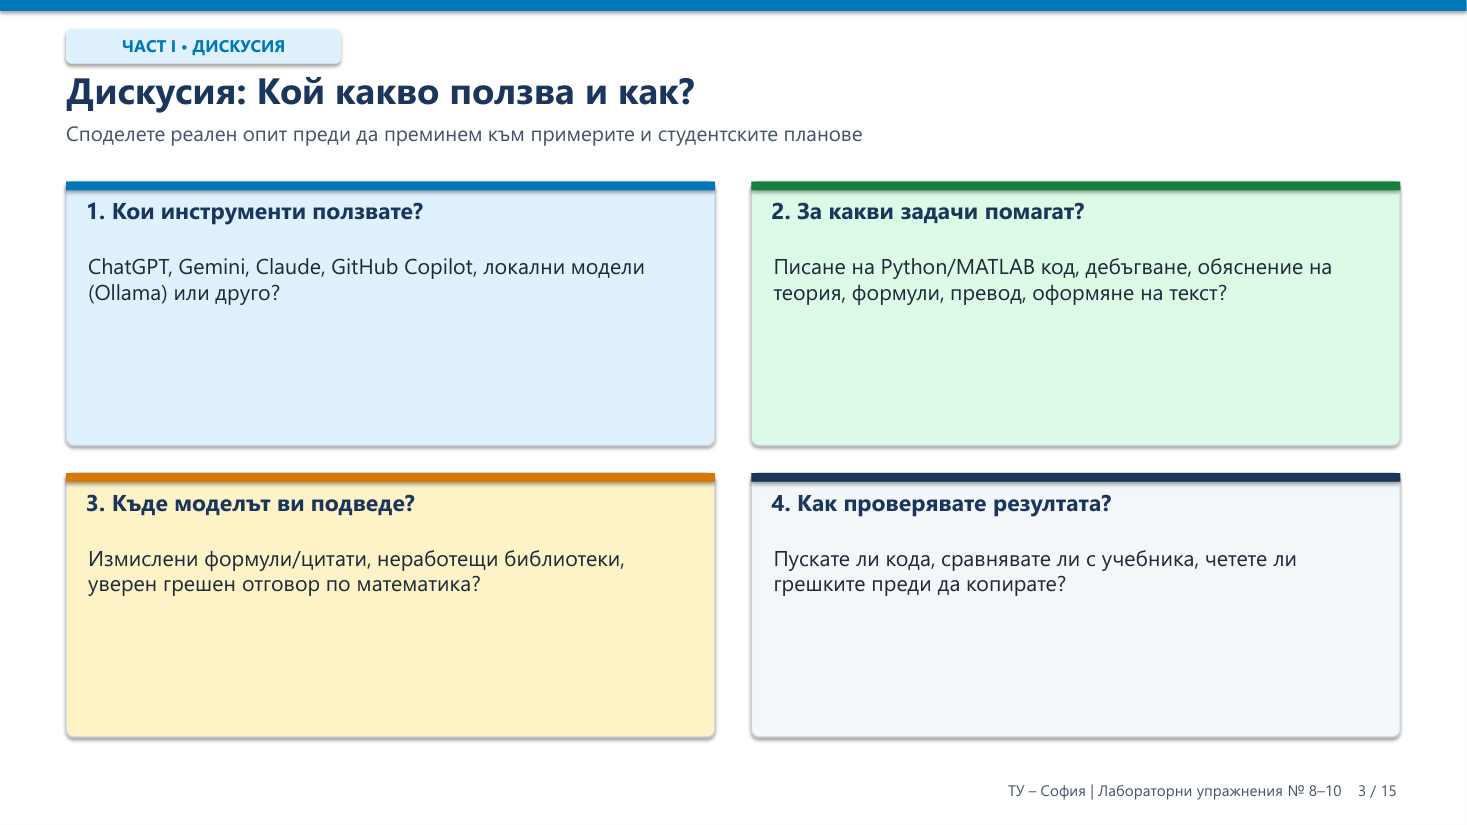 ЧАСТ I • ДИСКУСИЯ
Дискусия: Кой какво ползва и как?
Споделете реален опит преди да преминем към примерите и студентските планове
1. Кои инструменти ползвате?
ChatGPT, Gemini, Claude, GitHub Copilot, локални модели
(Ollama) или друго?
2. За какви задачи помагат?
Писане на Python/MATLAB код, дебъгване, обяснение на
теория, формули, превод, оформяне на текст?
3. Къде моделът ви подведе?
Измислени формули/цитати, неработещи библиотеки,
уверен грешен отговор по математика?
4. Как проверявате резултата?
Пускате ли кода, сравнявате ли с учебника, четете ли
грешките преди да копирате?
ТУ – София | Лабораторни упражнения № 8–10 3 / 15